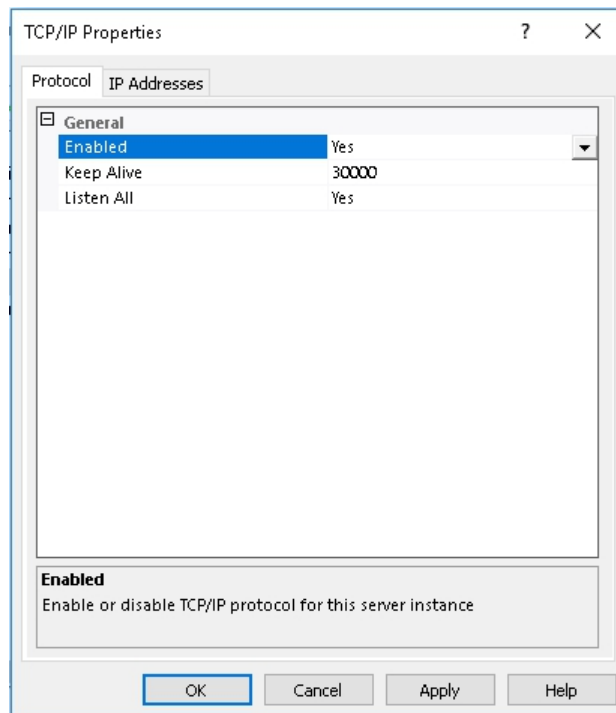 TCP/IP Properties
Protocol IP Addresses
General
Enabled Yes
Keep Alive 30000
Listen All Yes
Enabled
Enable or disable TCP/IP protocol for this server instance
OK Cancel Apply Help